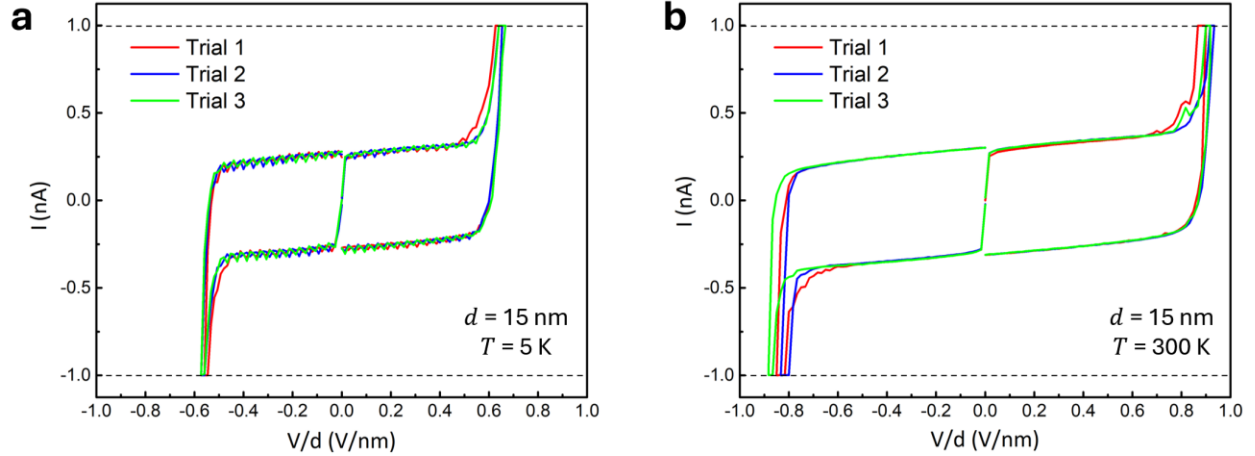 a
Trial 1
Trial 2
Trial 3
1.0
0.5
0.0
-0.5
-1.0
I (nA)
d = 15 nm
T = 5 K
-1.0 -0.8 -0.6 -0.4 -0.2 0.0 0.2 0.4 0.6 0.8 1.0
V/d (V/nm)
b
Trial 1
Trial 2
Trial 3
1.0
0.5
0.0
-0.5
-1.0
I (nA)
d = 15 nm
T = 300 K
-1.0 -0.8 -0.6 -0.4 -0.2 0.0 0.2 0.4 0.6 0.8 1.0
V/d (V/nm)